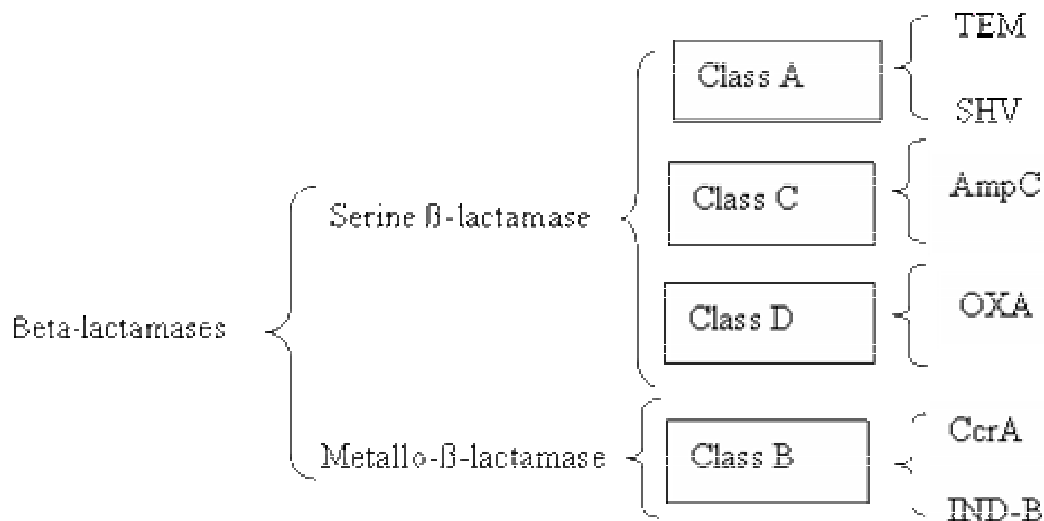 TEM
Class A
SHV
Class C
AmpC
Serine ß-lactamase
Class D
OXA
Beta-lactamases
CcrA
Metallo-ß-lactamase
Class B
IND-B